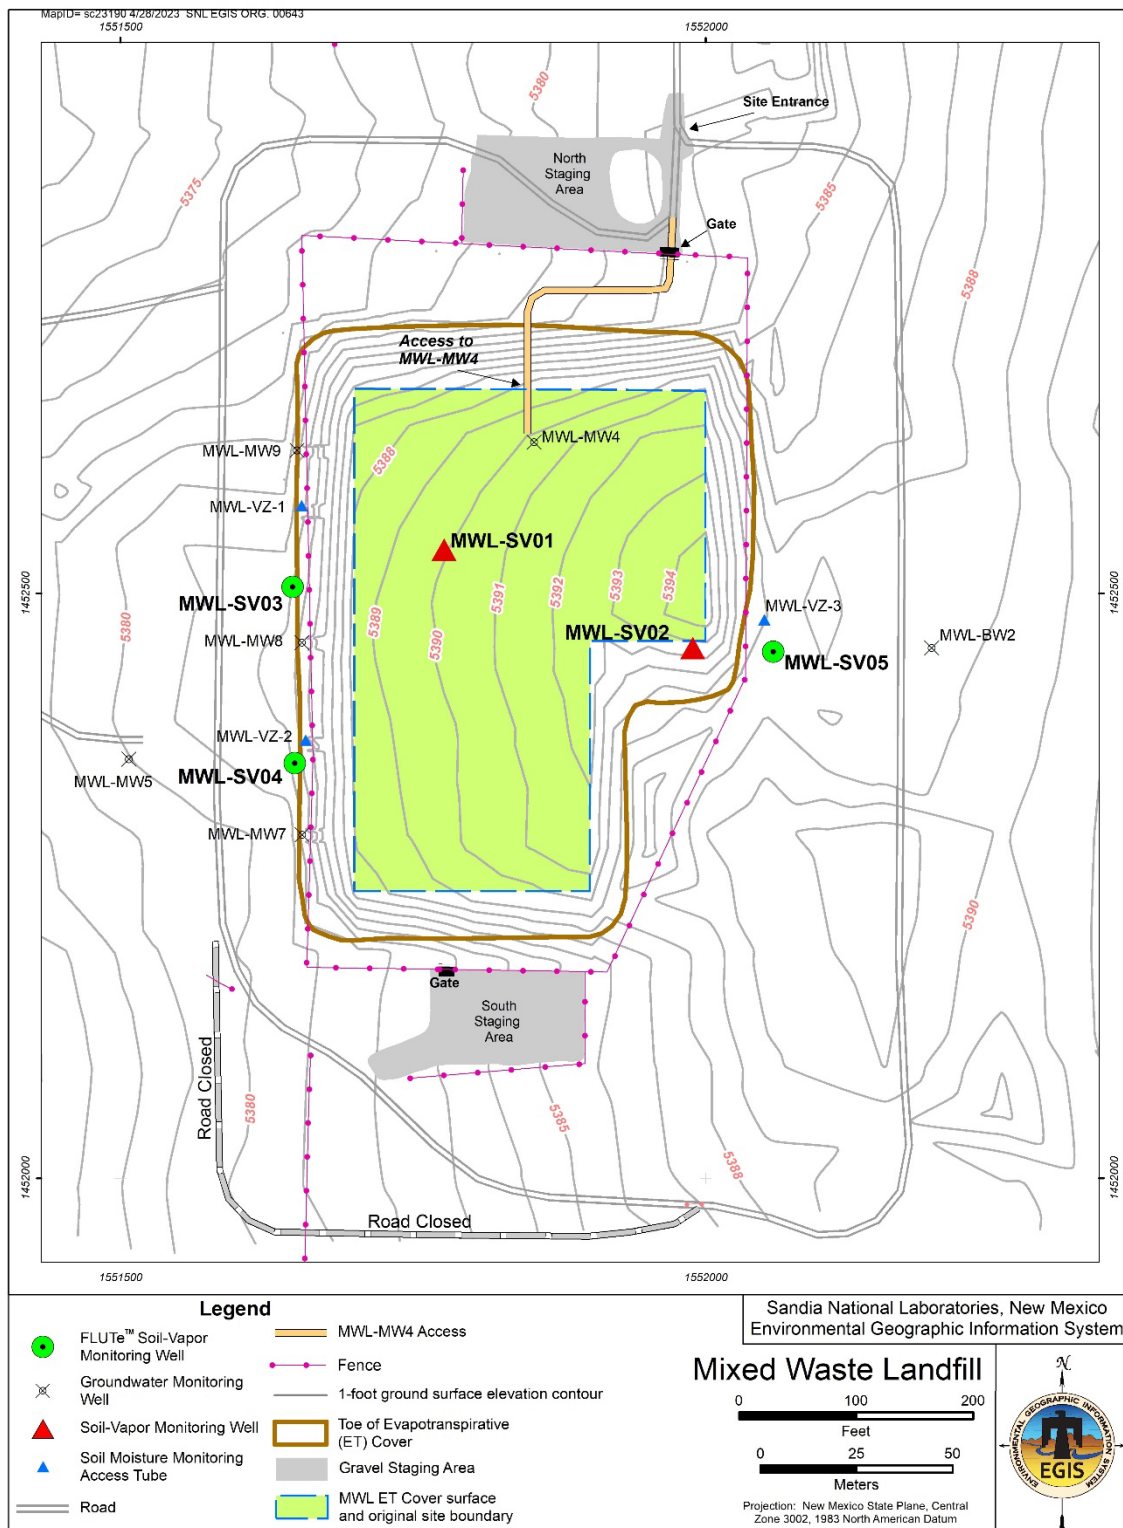 MapID= sc23190 4/28/2023 SNL EGIS ORG. 00643
1551500
1552000
5380
Site Entrance
North
Staging
Area
5375
5385
Gate
5388
Access to
MWL-MW4
MWL-MW4
MWL-MW9
5388
MWL-VZ-1
MWL-SV01
1452500
1452500
MWL-SV03
5391
5392
5393
5394
5389
5390
5380
MWL-VZ-3
MWL-SV02
MWL-MW8
MWL-BW2
MWL-SV05
MWL-VZ-2
MWL-SV04
MWL-MW5
MWL-MW7
5390
Gate
South
Staging
Area
Road Closed
5380
5385
5388
1452000
1452000
Road Closed
1551500
1552000
Legend
FLUTe™ Soil-Vapor
Monitoring Well
Groundwater Monitoring
Well
Soil-Vapor Monitoring Well
Soil Moisture Monitoring
Access Tube
Road
MWL-MW4 Access
Fence
1-foot ground surface elevation contour
Toe of Evapotranspirative
(ET) Cover
Gravel Staging Area
MWL ET Cover surface
and original site boundary
Sandia National Laboratories, New Mexico
Environmental Geographic Information System
Mixed Waste Landfill
0 100 200
Feet
0 25 50
Meters
Projection: New Mexico State Plane, Central
Zone 3002, 1983 North American Datum
N
ENVIRONMENTAL GEOGRAPHIC INFORMATION SYSTEM
EGIS